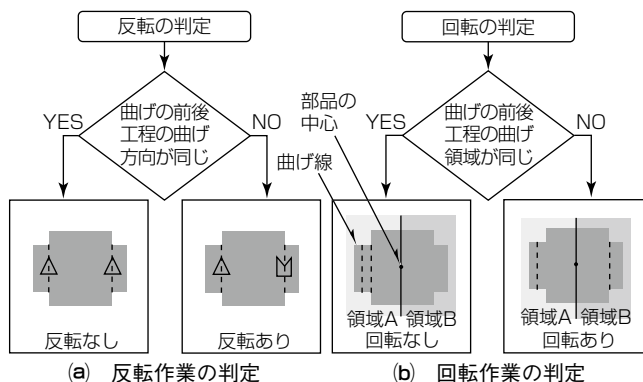 反転の判定
曲げの前後
工程の曲げ
方向が同じ
YES
NO
反転なし
反転あり
(a) 反転作業の判定
回転の判定
部品の
中心
曲げ線
曲げの前後
工程の曲げ
領域が同じ
YES
NO
領域A 領域B
回転なし
領域A 領域B
回転あり
(b) 回転作業の判定